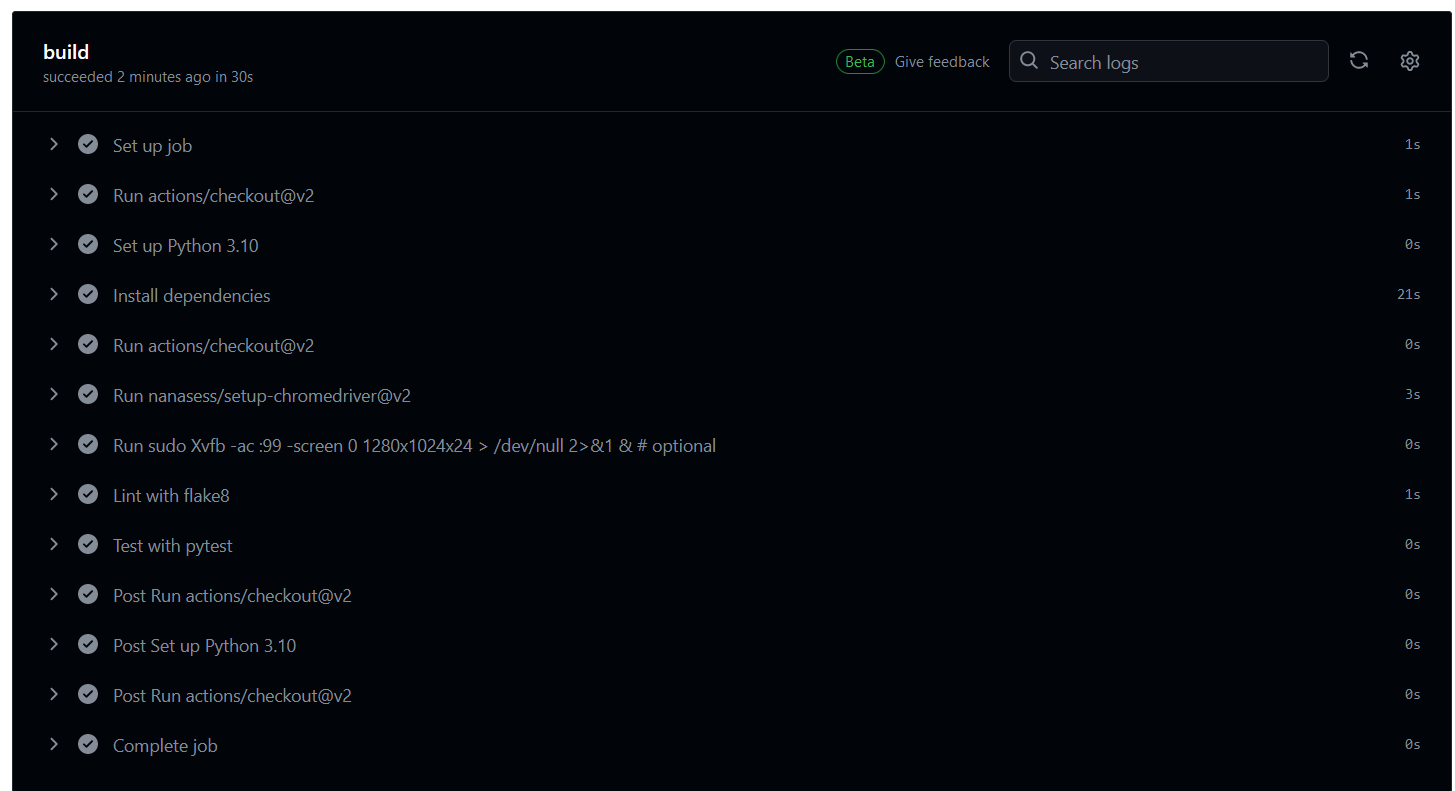 build
succeeded 2 minutes ago in 30s
Beta Give feedback Search logs
Set up job 1s
Run actions/checkout@v2 1s
Set up Python 3.10 0s
Install dependencies 21s
Run actions/checkout@v2 0s
Run nanasess/setup-chromedriver@v2 3s
Run sudo Xvfb -ac :99 -screen 0 1280x1024x24 > /dev/null 2>&1 & # optional 0s
Lint with flake8 1s
Test with pytest 0s
Post Run actions/checkout@v2 0s
Post Set up Python 3.10 0s
Post Run actions/checkout@v2 0s
Complete job 0s